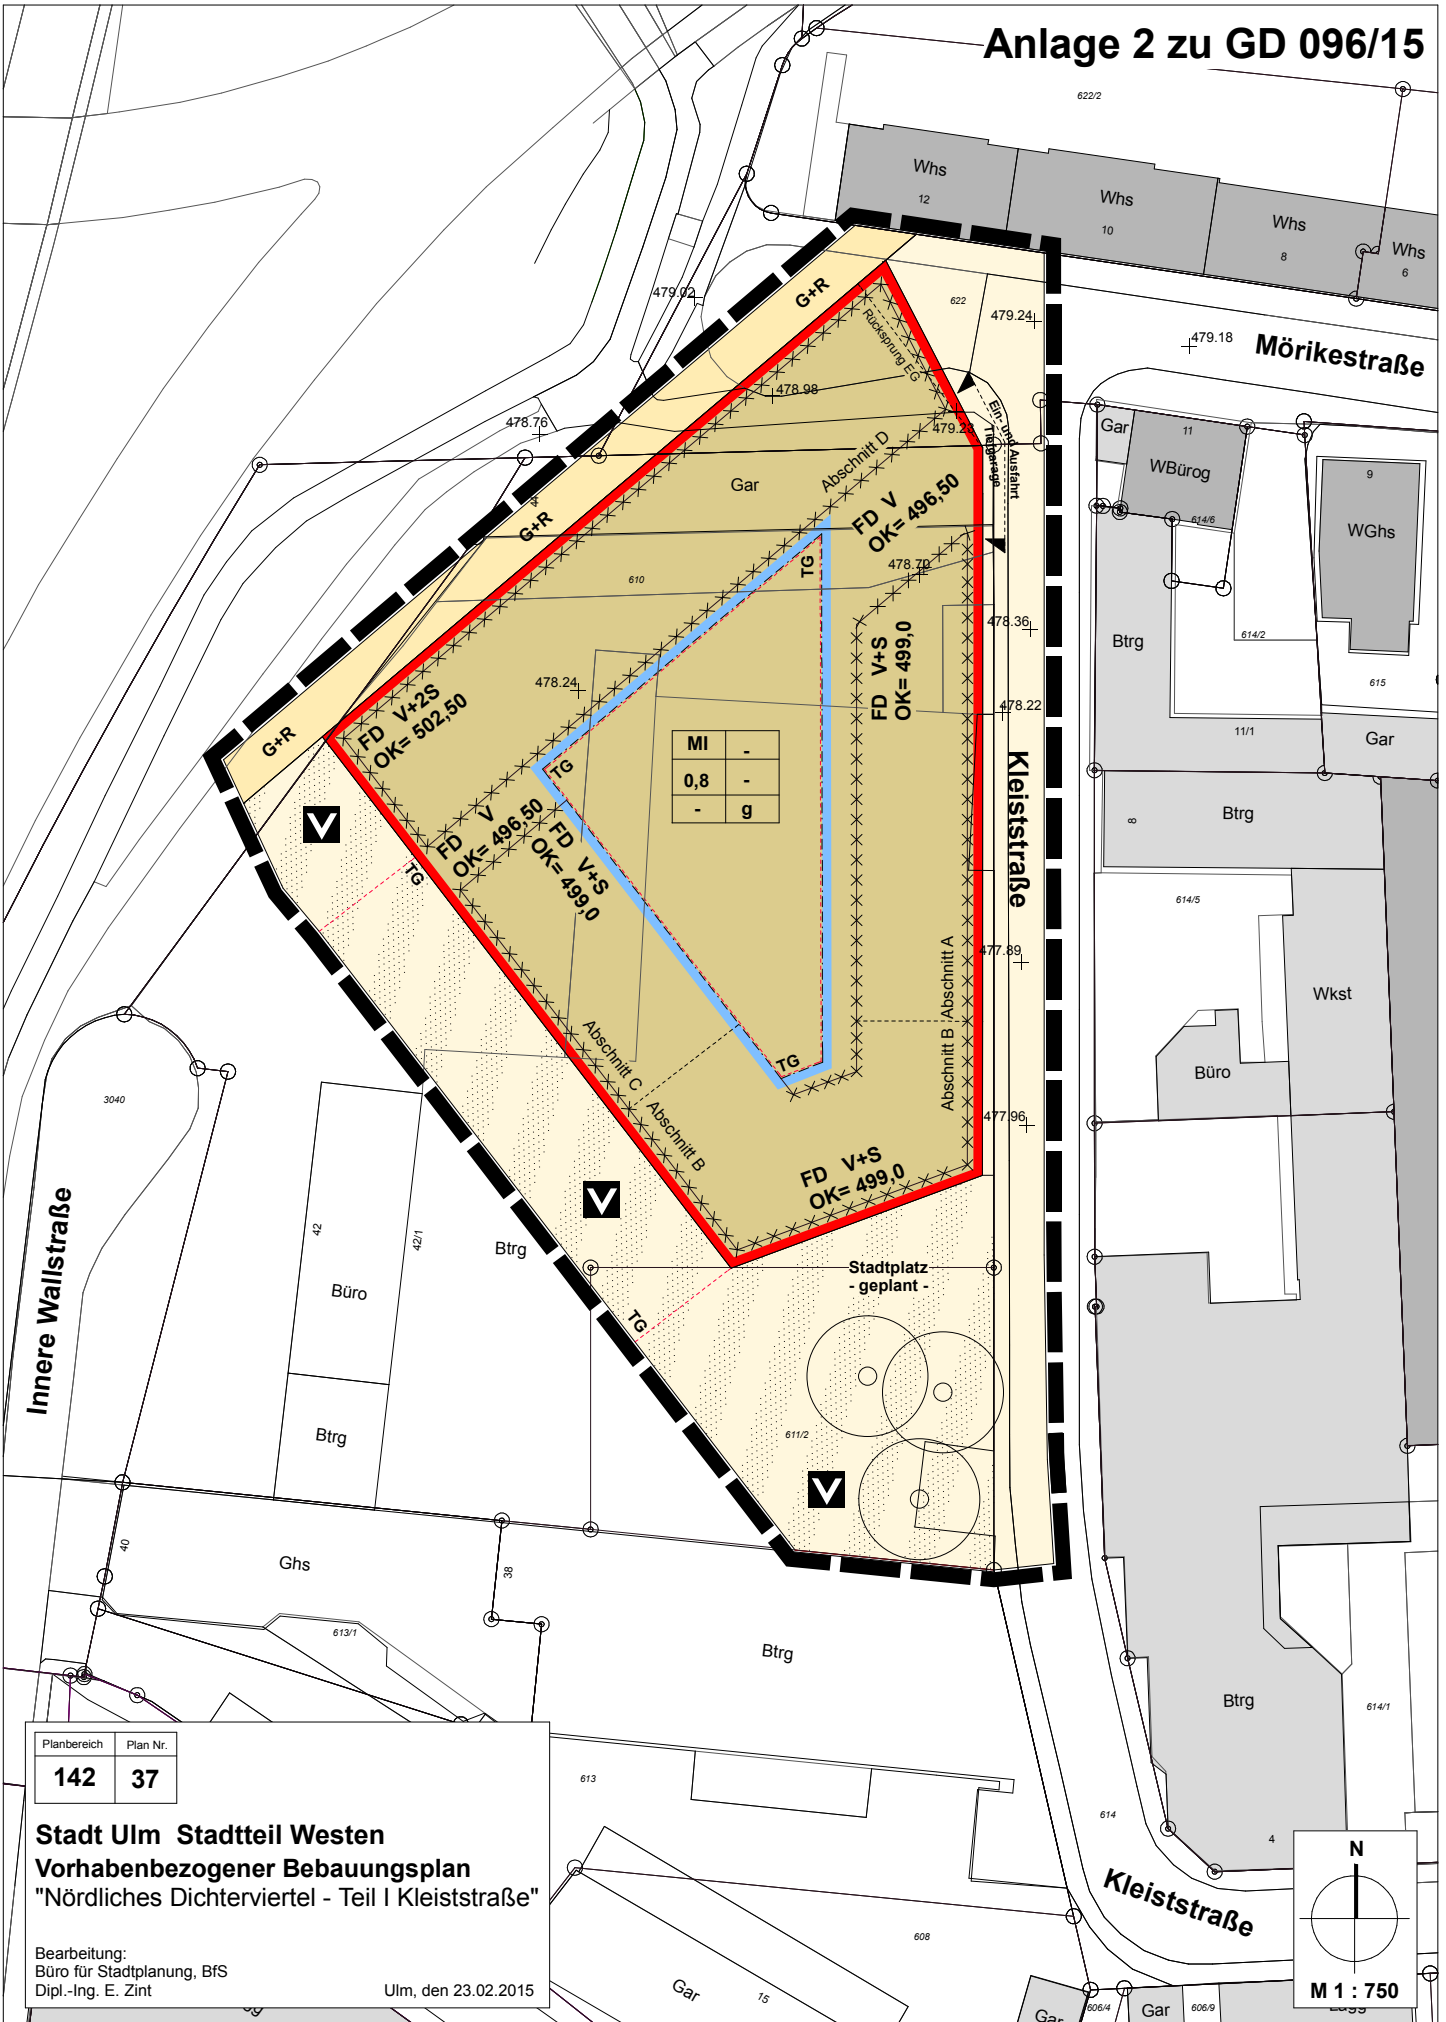 Anlage 2 zu GD 096/15
622/2
Whs
12
Whs
10
Whs
8
Whs
6
G+R
479.02
622
479.24
479.18
Mörikestraße
Rücksprung EG
478.98
478.76
479.23
Ein- und Ausfahrt
Tiefgarage
Gar
11
WBürog
614/6
9
WGhs
Abschnitt D
Gar
FD V
OK= 496,50
44
G+R
TG
478.70
610
478.36
Btrg
614/2
FD V+S
OK= 499,0
478.24
478.22
615
FD V+2S
OK= 502,50
G+R
MI -
0,8 -
- g
11/1
Gar
TG
Kleiststraße
8
Btrg
FD V
OK= 496,50
FD V+S
OK= 499,0
TG
614/5
Abschnitt A
477.89
Wkst
Abschnitt C
TG
Abschnitt B
Büro
3040
Abschnitt B
477.96
FD V+S
OK= 499,0
Innere Wallstraße
42
42/1
Btrg
Büro
Stadtplatz
- geplant -
TG
Btrg
611/2
40
Ghs
38
613/1
Btrg
Btrg
614/1
613
614
4
Planbereich Plan Nr.
142 37
Stadt Ulm Stadtteil Westen
Vorhabenbezogener Bebauungsplan
"Nördliches Dichterviertel - Teil I Kleiststraße"
Bearbeitung:
Büro für Stadtplanung, BfS
Dipl.-Ing. E. Zint Ulm, den 23.02.2015
Kleiststraße
608
Gar
15
Gar
606/4
Gar
606/9
N
M 1 : 750